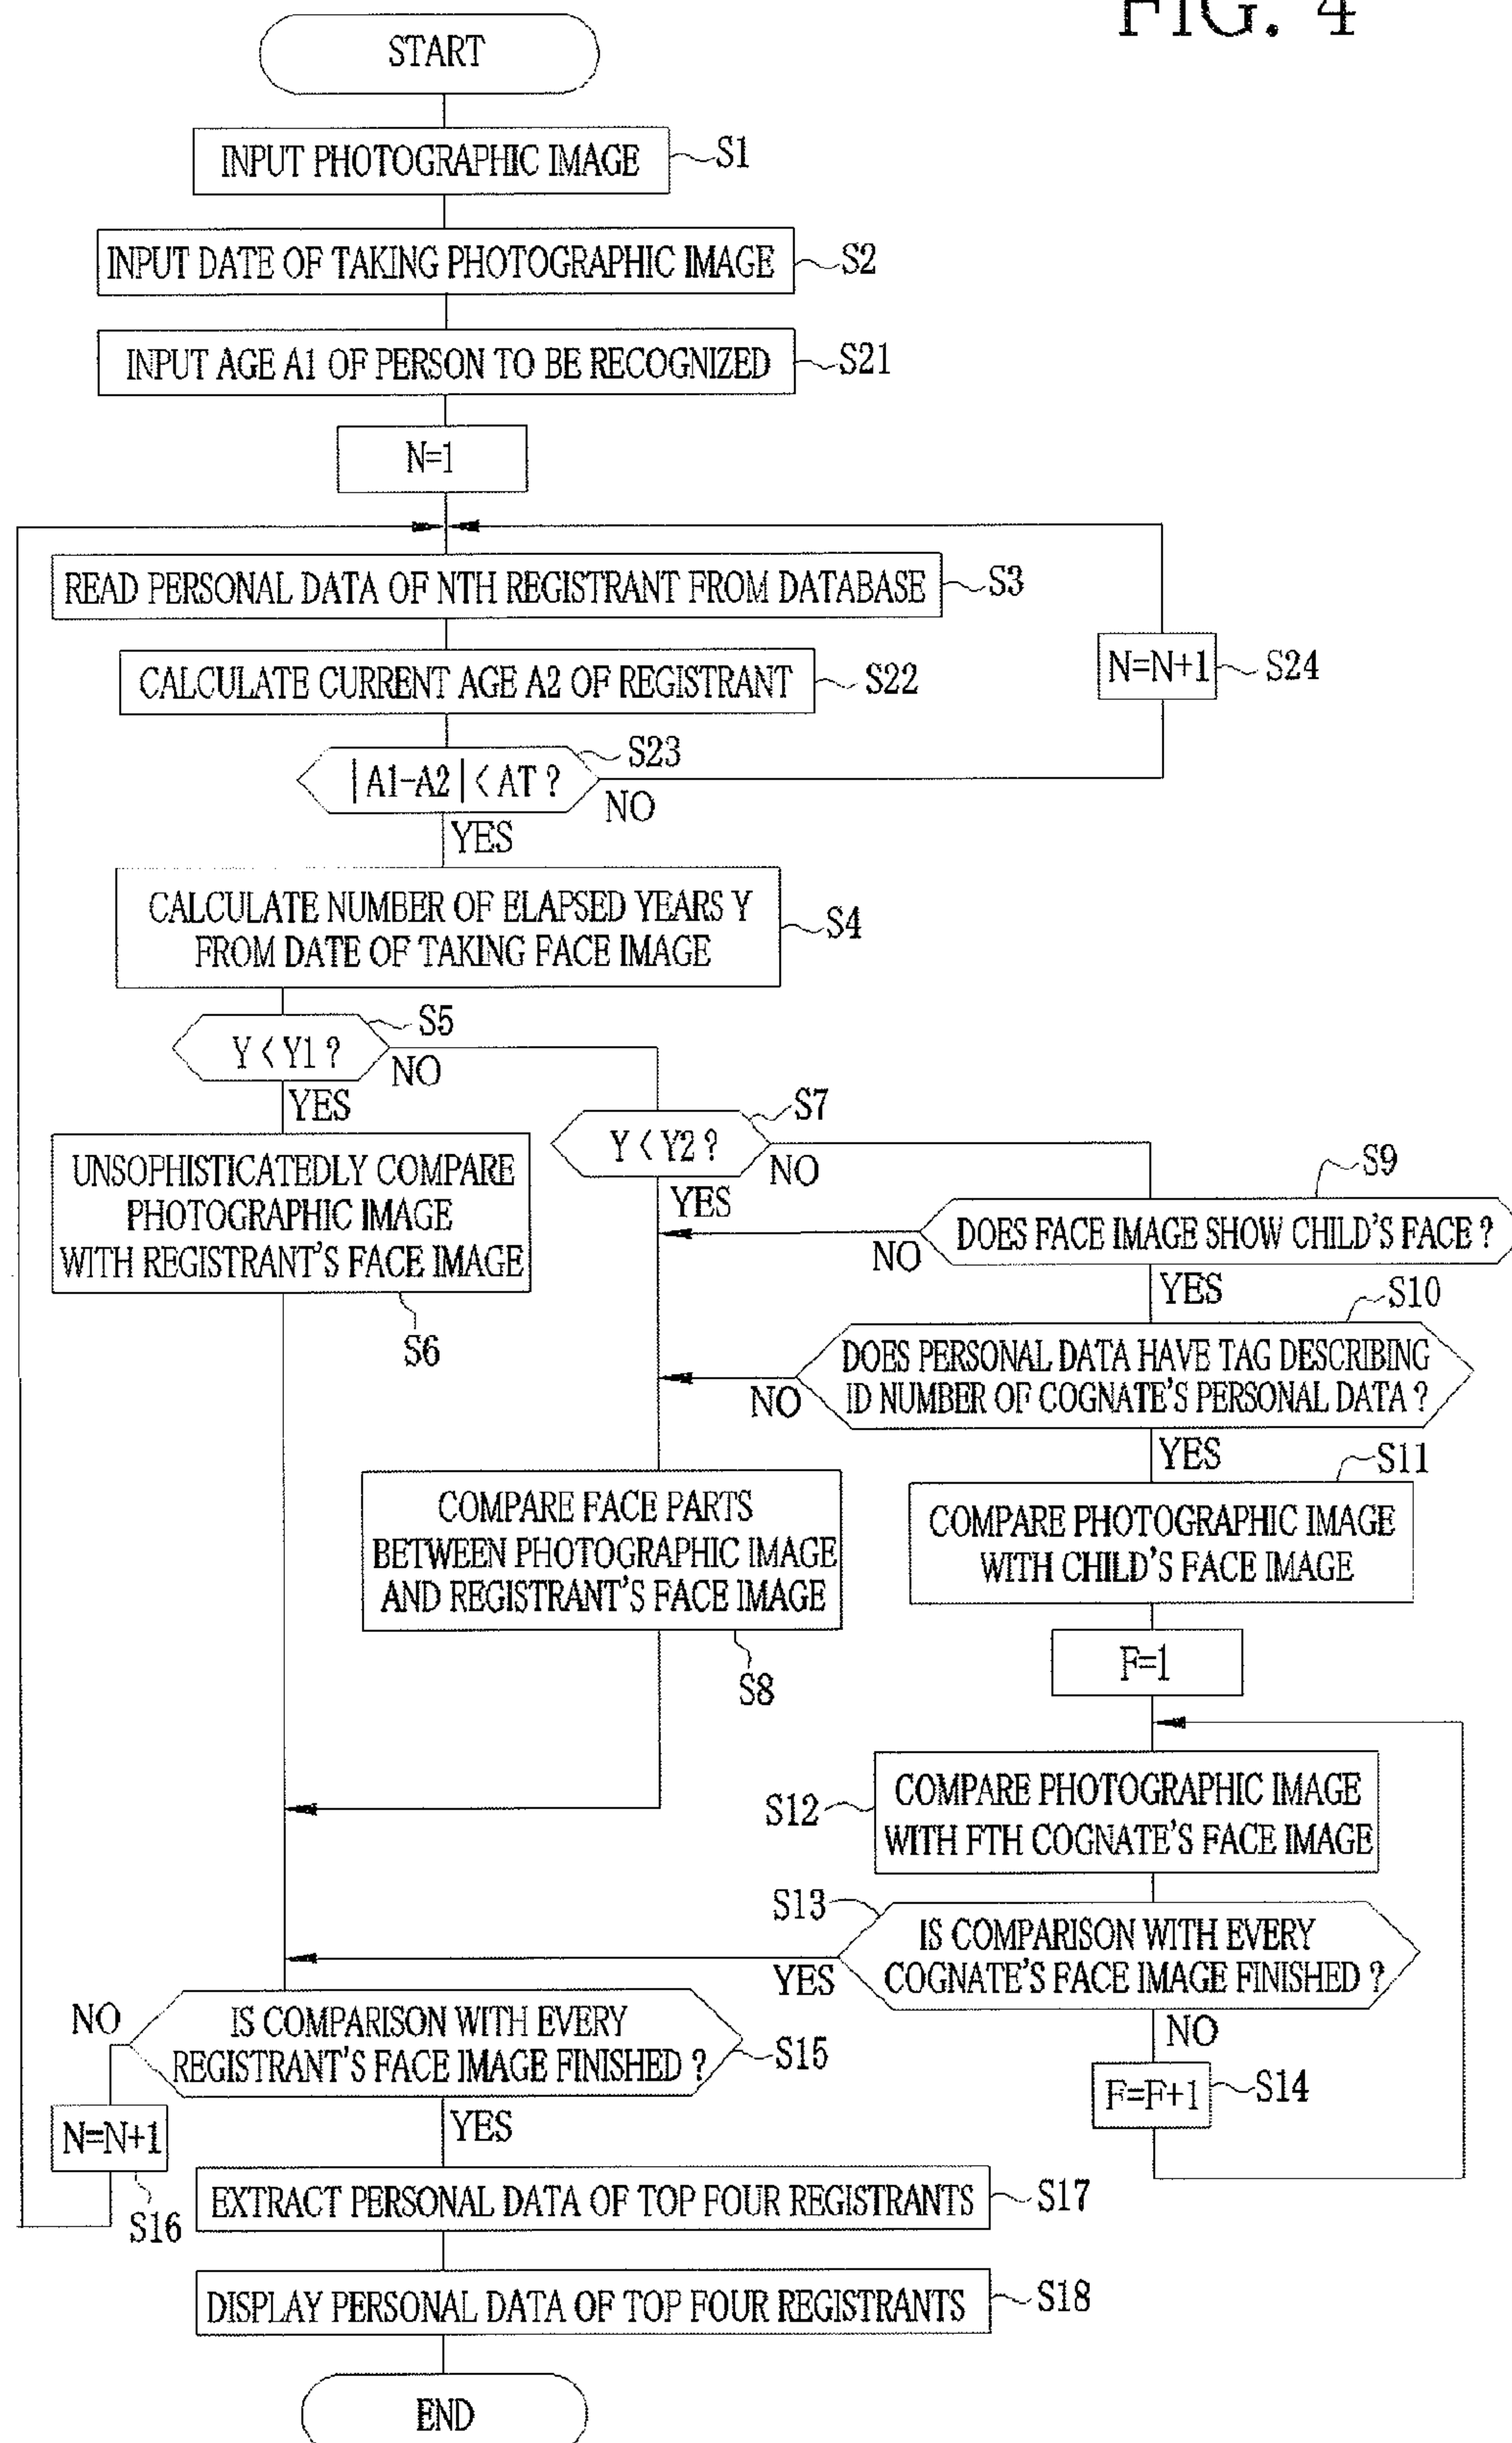 FIG. 4
START
INPUT PHOTOGRAPHIC IMAGE
S1
INPUT DATE OF TAKING PHOTOGRAPHIC IMAGE
S2
INPUT AGE A1 OF PERSON TO BE RECOGNIZED
S21
N=1
READ PERSONAL DATA OF NTH REGISTRANT FROM DATABASE
S3
CALCULATE CURRENT AGE A2 OF REGISTRANT
S22
N=N+1
S24
|A1-A2| < AT ?
S23
NO
YES
CALCULATE NUMBER OF ELAPSED YEARS Y
FROM DATE OF TAKING FACE IMAGE
S4
Y < Y1 ?
S5
NO
YES
UNSOPHISTICATEDLY COMPARE
PHOTOGRAPHIC IMAGE
WITH REGISTRANT'S FACE IMAGE
S6
Y < Y2 ?
S7
NO
YES
S9
DOES FACE IMAGE SHOW CHILD'S FACE ?
NO
YES
S10
DOES PERSONAL DATA HAVE TAG DESCRIBING
ID NUMBER OF COGNATE'S PERSONAL DATA ?
NO
YES
COMPARE FACE PARTS
BETWEEN PHOTOGRAPHIC IMAGE
AND REGISTRANT'S FACE IMAGE
S8
S11
COMPARE PHOTOGRAPHIC IMAGE
WITH CHILD'S FACE IMAGE
F=1
S12
COMPARE PHOTOGRAPHIC IMAGE
WITH FTH COGNATE'S FACE IMAGE
S13
IS COMPARISON WITH EVERY
COGNATE'S FACE IMAGE FINISHED ?
YES
NO
F=F+1
S14
NO
IS COMPARISON WITH EVERY
REGISTRANT'S FACE IMAGE FINISHED ?
S15
YES
N=N+1
S16
EXTRACT PERSONAL DATA OF TOP FOUR REGISTRANTS
S17
DISPLAY PERSONAL DATA OF TOP FOUR REGISTRANTS
S18
END